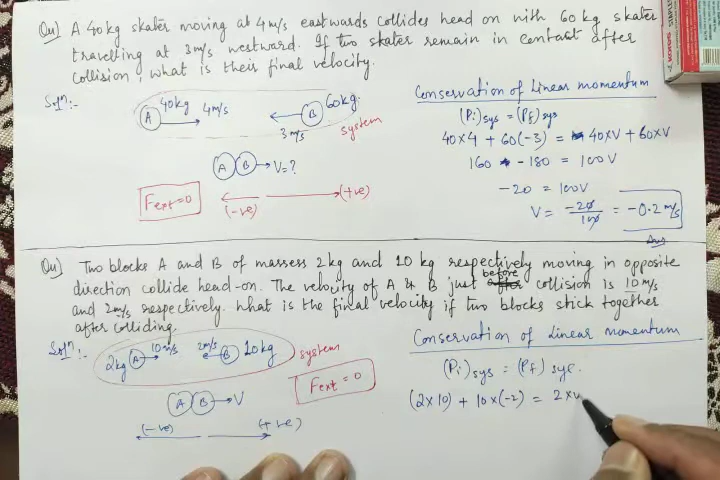 Qu) A 40kg skater moving at 4m/s eastwards collides head on with 60 kg skater
travelling at 3m/s westward. If two skater remain in contact after
collision, what is their final velocity.
Solⁿ:-
A 40kg 4m/s B 60kg.
3m/s
system
A B V=?
Fext=0
(-ve) (+ve)
Conservation of linear momentum
(Pi)sys = (Pf)sys
40×4 + 60(-3) = 40×V + 60×V
160 - 180 = 100V
-20 = 100V
V = -20/100 = -0.2 m/s
Ans
Qu) Two blocks A and B of massess 2kg and 10 kg respectively moving in opposite
direction collide head-on. The velocity of A & B just before collision is 10 m/s
and 2m/s respectively. What is the final velocity if two blocks stick together
after colliding.
Solⁿ:-
2kg A 10m/s 2m/s B 10kg
system
A B V
Fext = 0
(-ve) (+ve)
Conservation of linear momentum
(Pi)sys = (Pf)sys.
(2×10) + 10×(-2) = 2×v